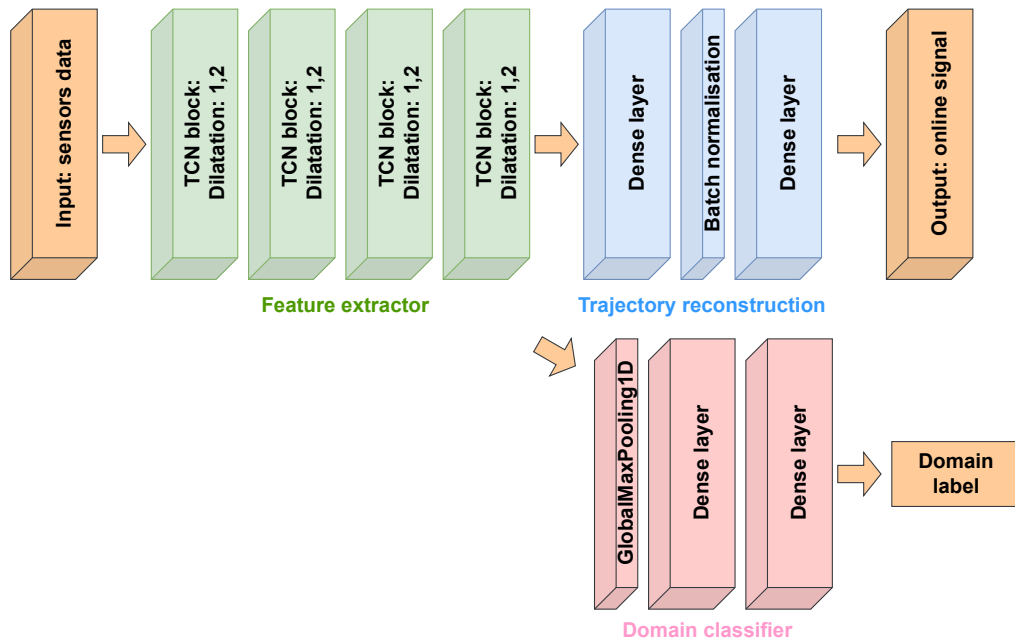 Input: sensors data
TCN block:
Dilatation: 1,2
TCN block:
Dilatation: 1,2
TCN block:
Dilatation: 1,2
TCN block:
Dilatation: 1,2
Dense layer
Batch normalisation
Dense layer
Output: online signal
Feature extractor
Trajectory reconstruction
GlobalMaxPooling1D
Dense layer
Dense layer
Domain
label
Domain classifier